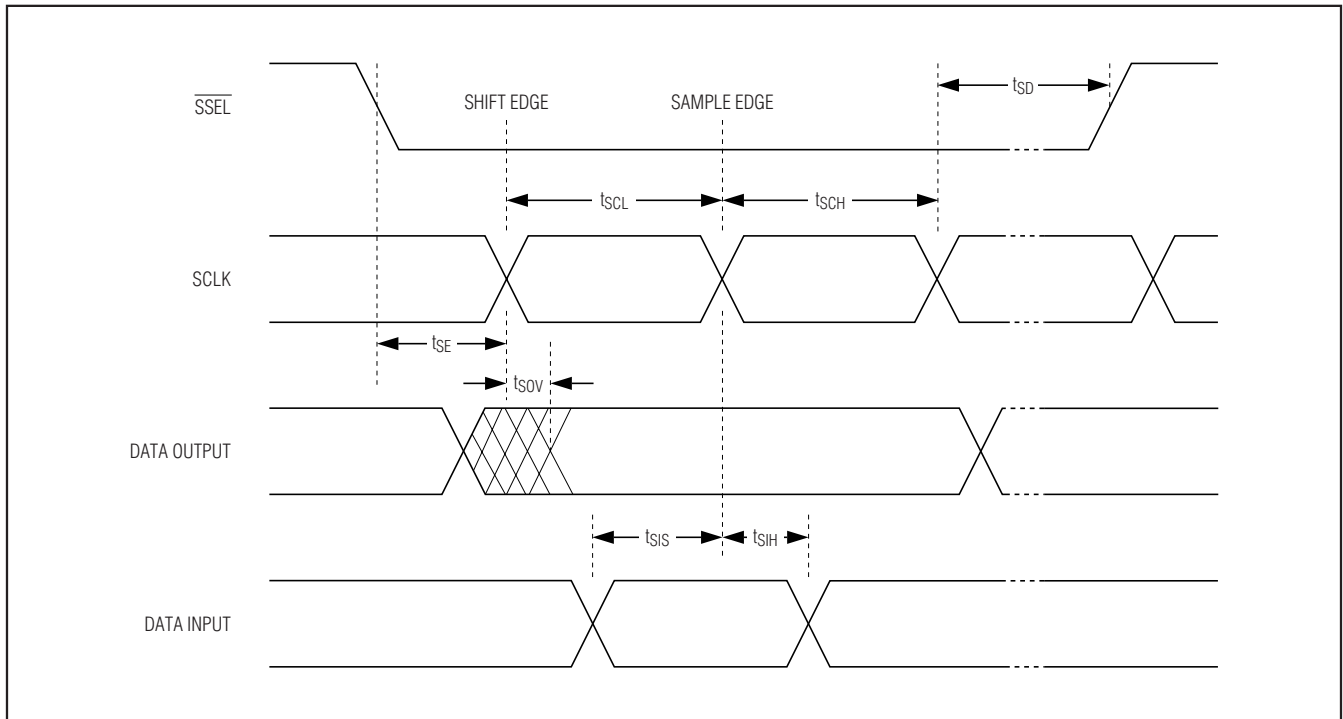 SSEL
SHIFT EDGE
SAMPLE EDGE
tSD
tSCL
tSCH
SCLK
tSE
tSOV
DATA OUTPUT
tSIS
tSIH
DATA INPUT